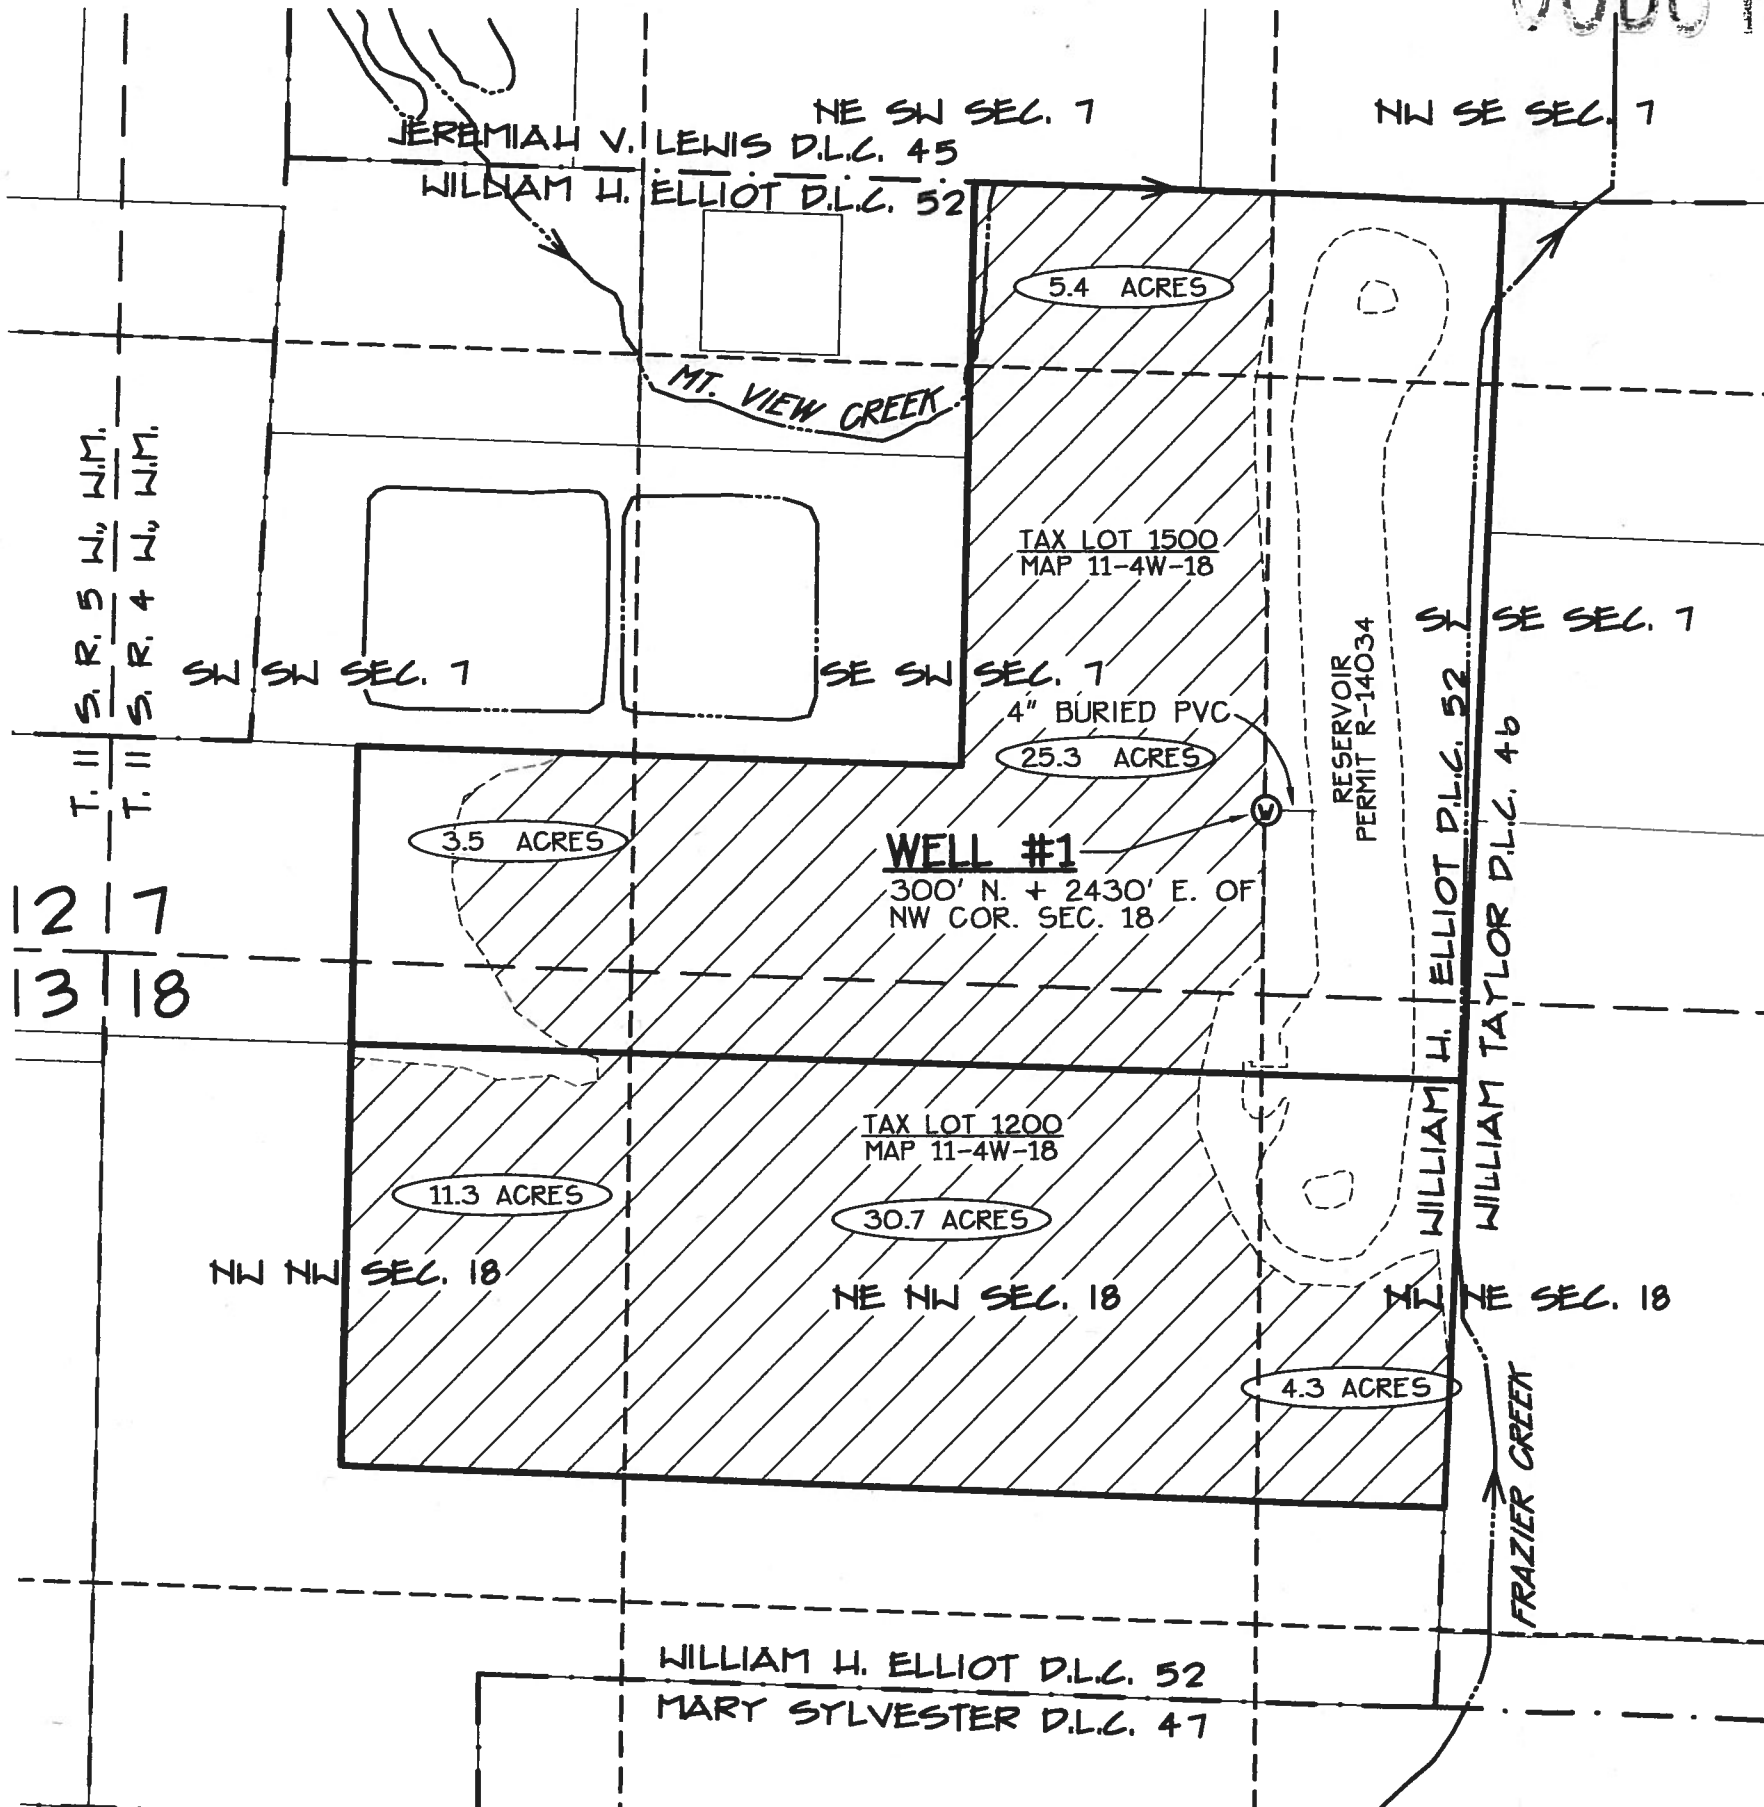 NE SW SEC. 7
NW SE SEC. 7
JEREMIAH V. LEWIS D.L.C. 45
WILLIAM H. ELLIOT D.L.C. 52
5.4 ACRES
MT. VIEW CREEK
T. 11 S. R. 5 W., W.M.
T. 11 S. R. 4 W., W.M.
TAX LOT 1500
MAP 11-4W-18
SW SW SEC. 7
SE SW SEC. 7
SW SE SEC. 7
4" BURIED PVC
25.3 ACRES
RESERVOIR
PERMIT R-14034
W
3.5 ACRES
WELL #1
300' N. + 2430' E. OF
NW COR. SEC. 18
WILLIAM H. ELLIOT D.L.C. 52
WILLIAM TAYLOR D.L.C. 46
12 7
13 18
TAX LOT 1200
MAP 11-4W-18
11.3 ACRES
30.7 ACRES
NW NW SEC. 18
NE NW SEC. 18
NW NE SEC. 18
4.3 ACRES
FRAZIER CREEK
WILLIAM H. ELLIOT D.L.C. 52
MARY SYLVESTER D.L.C. 47